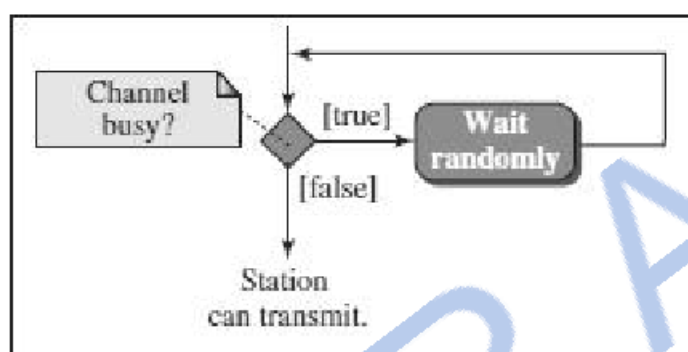 Channel
busy?
[true]
Wait
randomly
[false]
Station
can transmit.